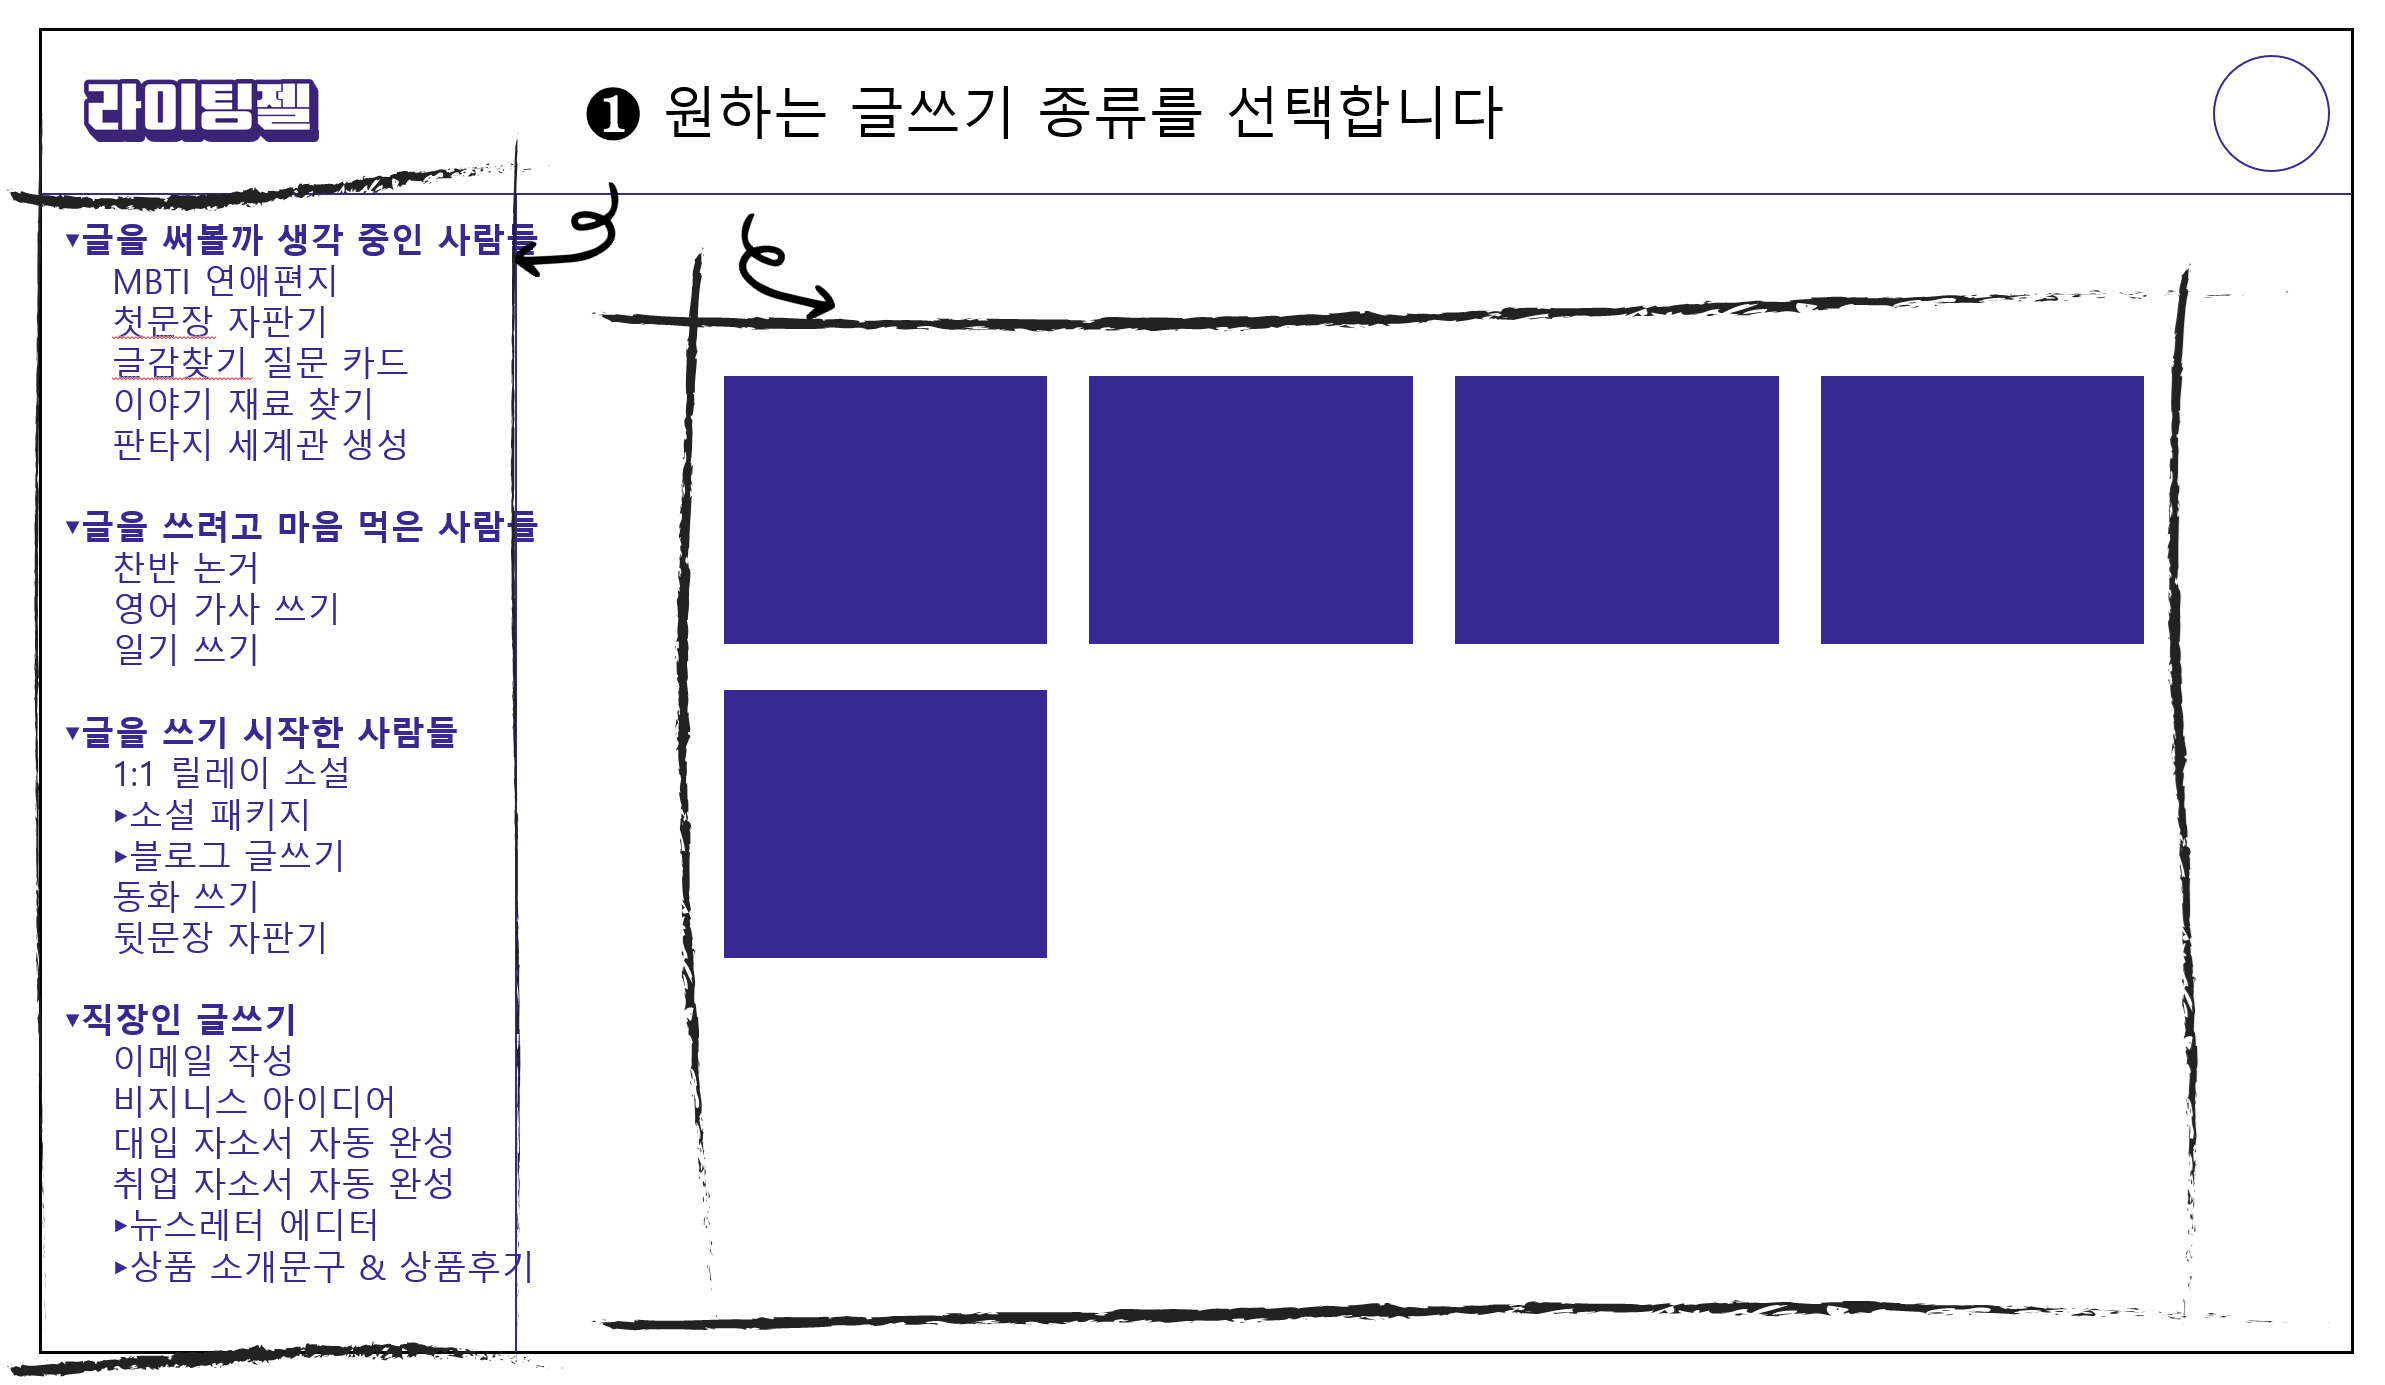 라이팅젤
❶ 원하는 글쓰기 종류를 선택합니다
▾글을 써볼까 생각 중인 사람들
MBTI 연애편지
첫문장 자판기
글감찾기 질문 카드
이야기 재료 찾기
판타지 세계관 생성
▾글을 쓰려고 마음 먹은 사람들
찬반 논거
영어 가사 쓰기
일기 쓰기
▾글을 쓰기 시작한 사람들
1:1 릴레이 소설
▸소설 패키지
▸블로그 글쓰기
동화 쓰기
뒷문장 자판기
▾직장인 글쓰기
이메일 작성
비지니스 아이디어
대입 자소서 자동 완성
취업 자소서 자동 완성
▸뉴스레터 에디터
▸상품 소개문구 & 상품후기